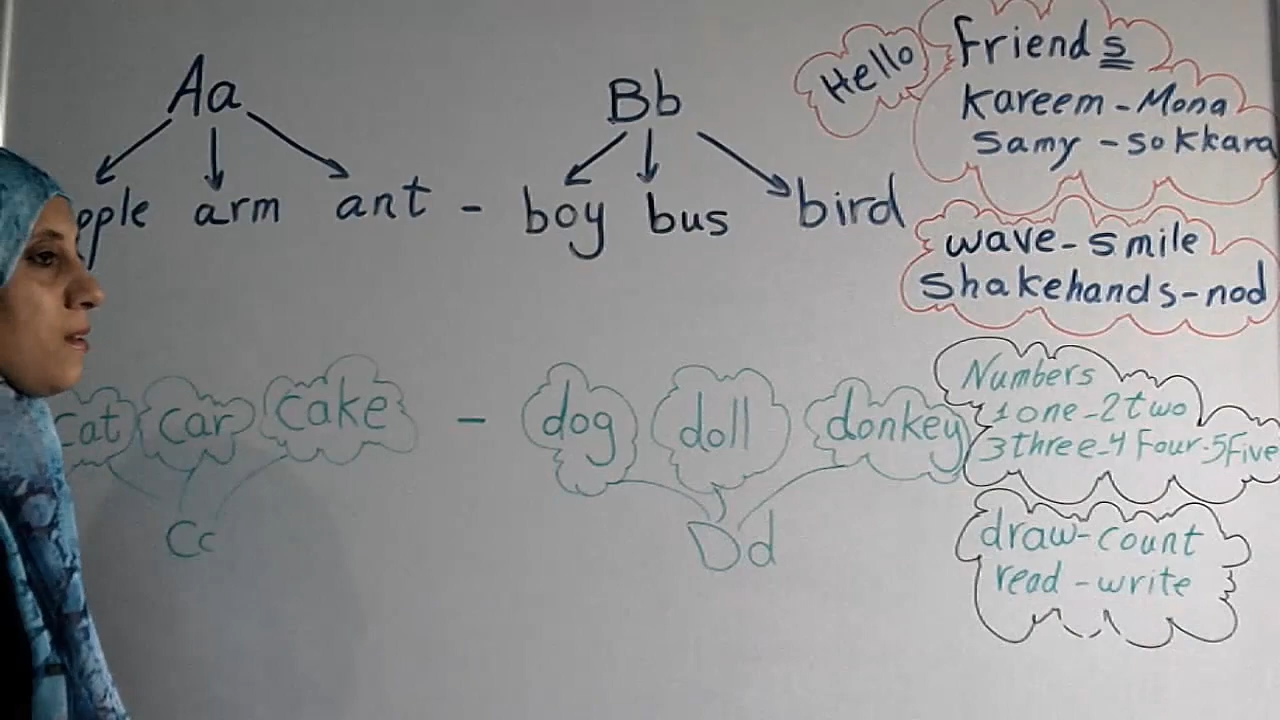 Aa
pple arm ant - boy bus bird
Bb
Hello
Friends
Kareem - Mona
Samy - Sokkara
wave - smile
Shakehands - nod
cat car cake - dog doll donkey
Cc
Dd
Numbers
1 one - 2 two
3 three - 4 Four - 5 Five
draw - count
read - write